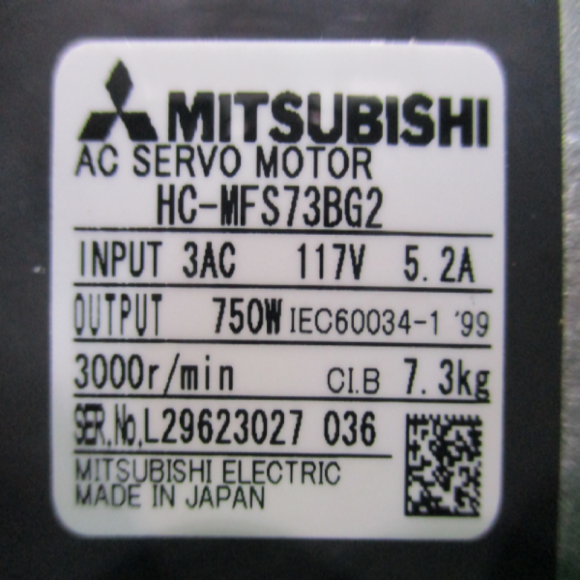 MITSUBISHI
AC SERVO MOTOR
HC-MFS73BG2
INPUT 3AC 117V 5.2A
OUTPUT 750W IEC60034-1 '99
3000r/min CI.B 7.3kg
SER.No.L29623027 036
MITSUBISHI ELECTRIC
MADE IN JAPAN